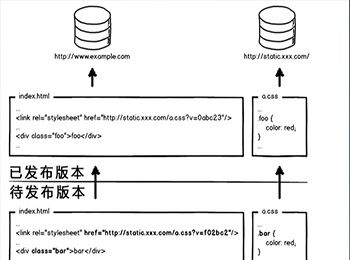 http://www.example.com
http://static.xxx.com/
index.html
...
<link rel="stylesheet" href="http://static.xxx.com/a.css?v=0abc23"/>
...
<div class="foo">foo</div>
...
a.css
...
.foo {
color: red;
}
...
已发布版本
待发布版本
index.html
...
<link rel="stylesheet" href="http://static.xxx.com/a.css?v=f02bc2"/>
...
<div class="bar">bar</div>
a.css
...
.bar {
color: red;
}